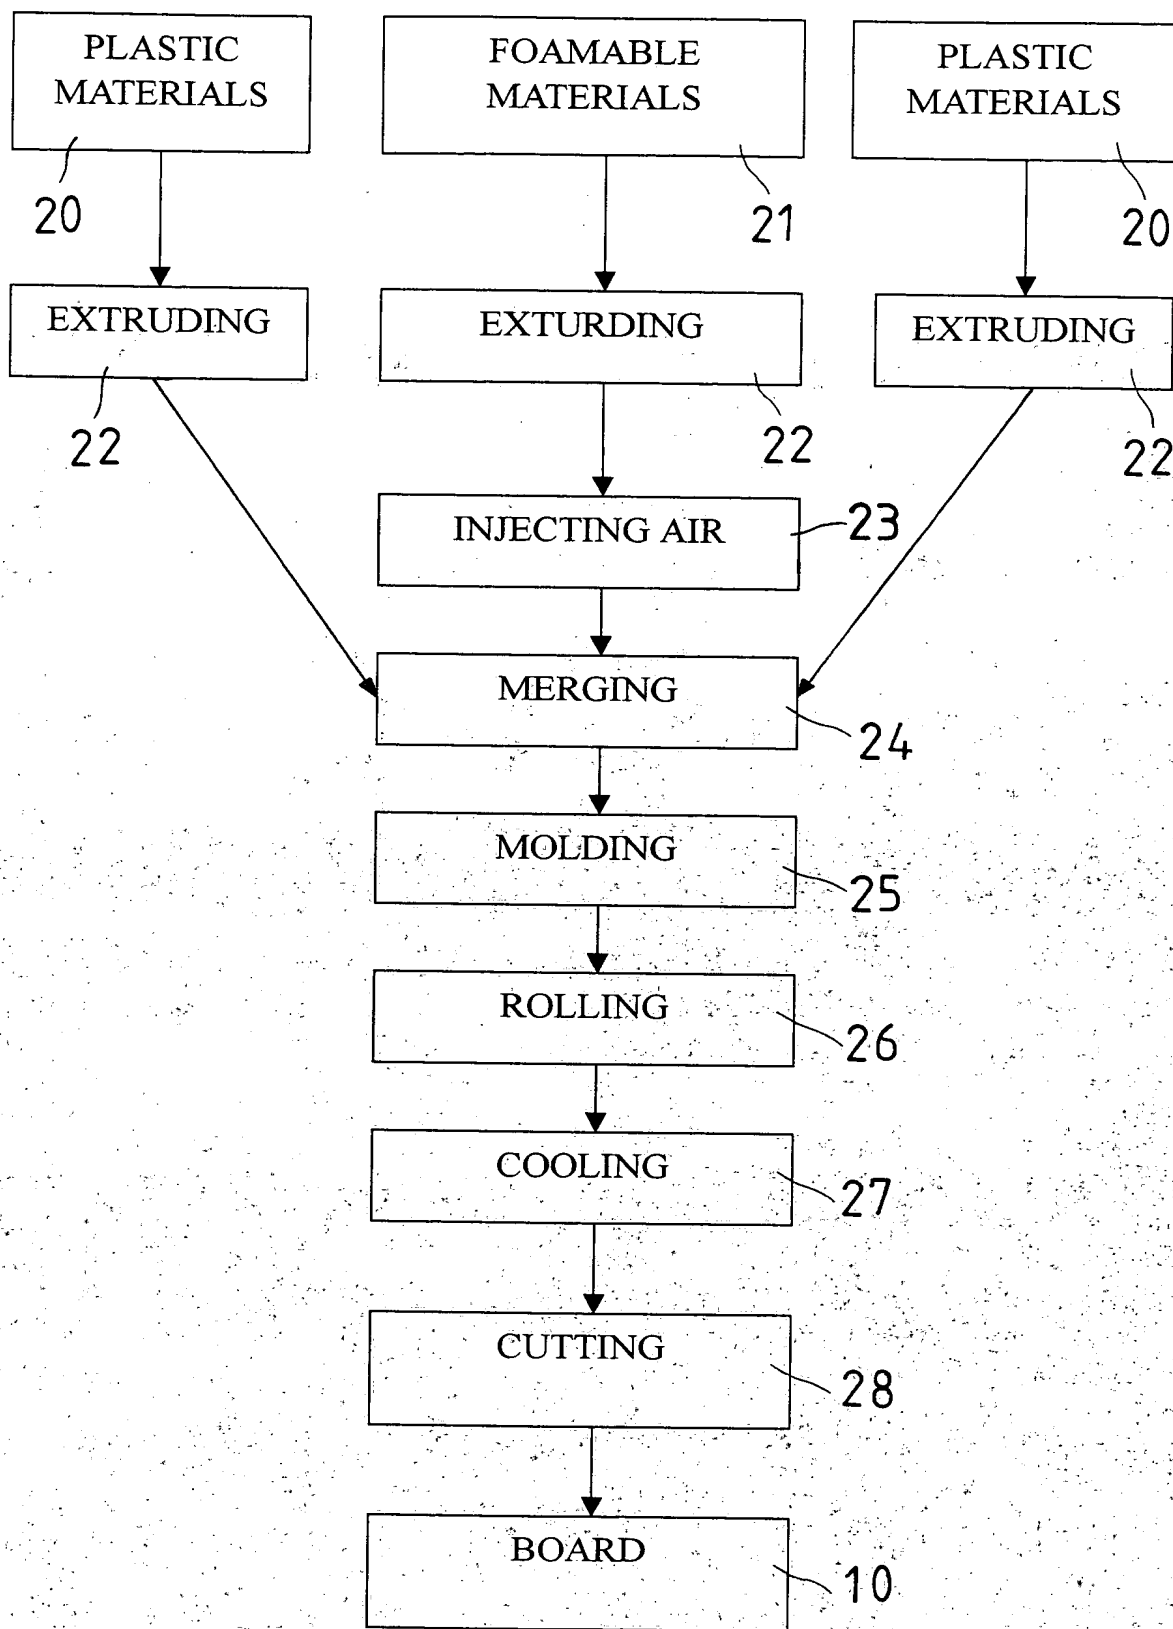 PLASTIC
MATERIALS
20
FOAMABLE
MATERIALS
21
PLASTIC
MATERIALS
20
EXTRUDING
22
EXTURDING
22
EXTRUDING
22
INJECTING AIR
23
MERGING
24
MOLDING
25
ROLLING
26
COOLING
27
CUTTING
28
BOARD
10